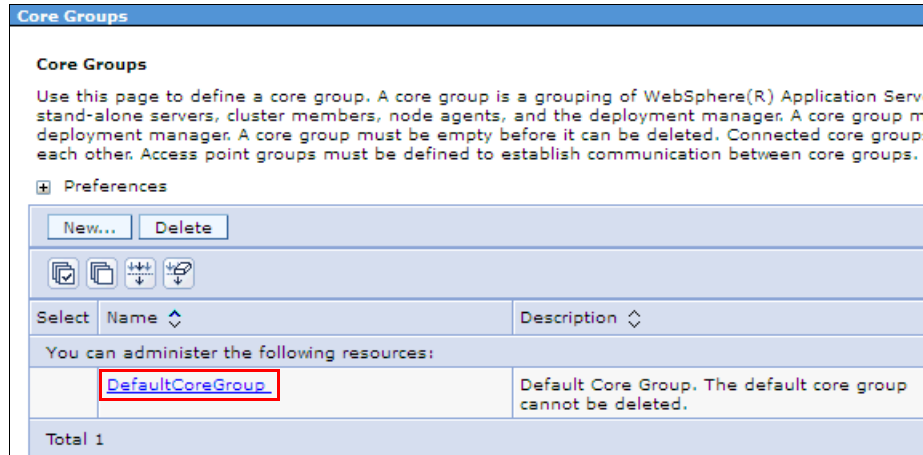 Core Groups
Core Groups
Use this page to define a core group. A core group is a grouping of WebSphere(R) Application
stand-alone servers, cluster members, node agents, and the deployment manager. A core group
deployment manager. A core group must be empty before it can be deleted. Connected core
each other. Access point groups must be defined to establish communication between core groups.
Preferences
New... Delete
Select Name Description
You can administer the following resources:
DefaultCoreGroup Default Core Group. The default core group
cannot be deleted.
Total 1